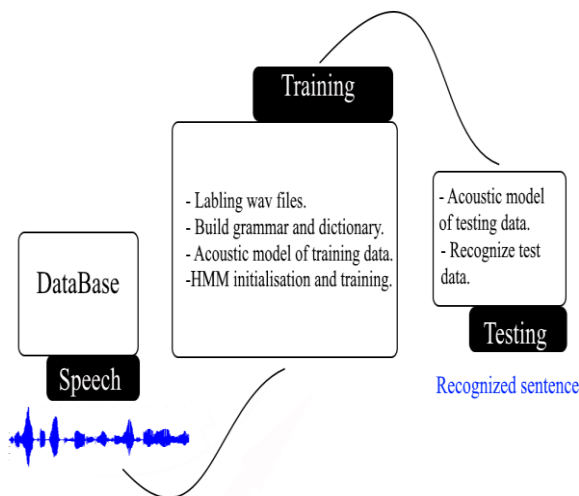 DataBase
Speech
Training
- Labling wav files.
- Build grammar and dictionary.
- Acoustic model of training data.
-HMM initialisation and training.
- Acoustic model
of testing data.
- Recognize test
data.
Testing
Recognized sentence